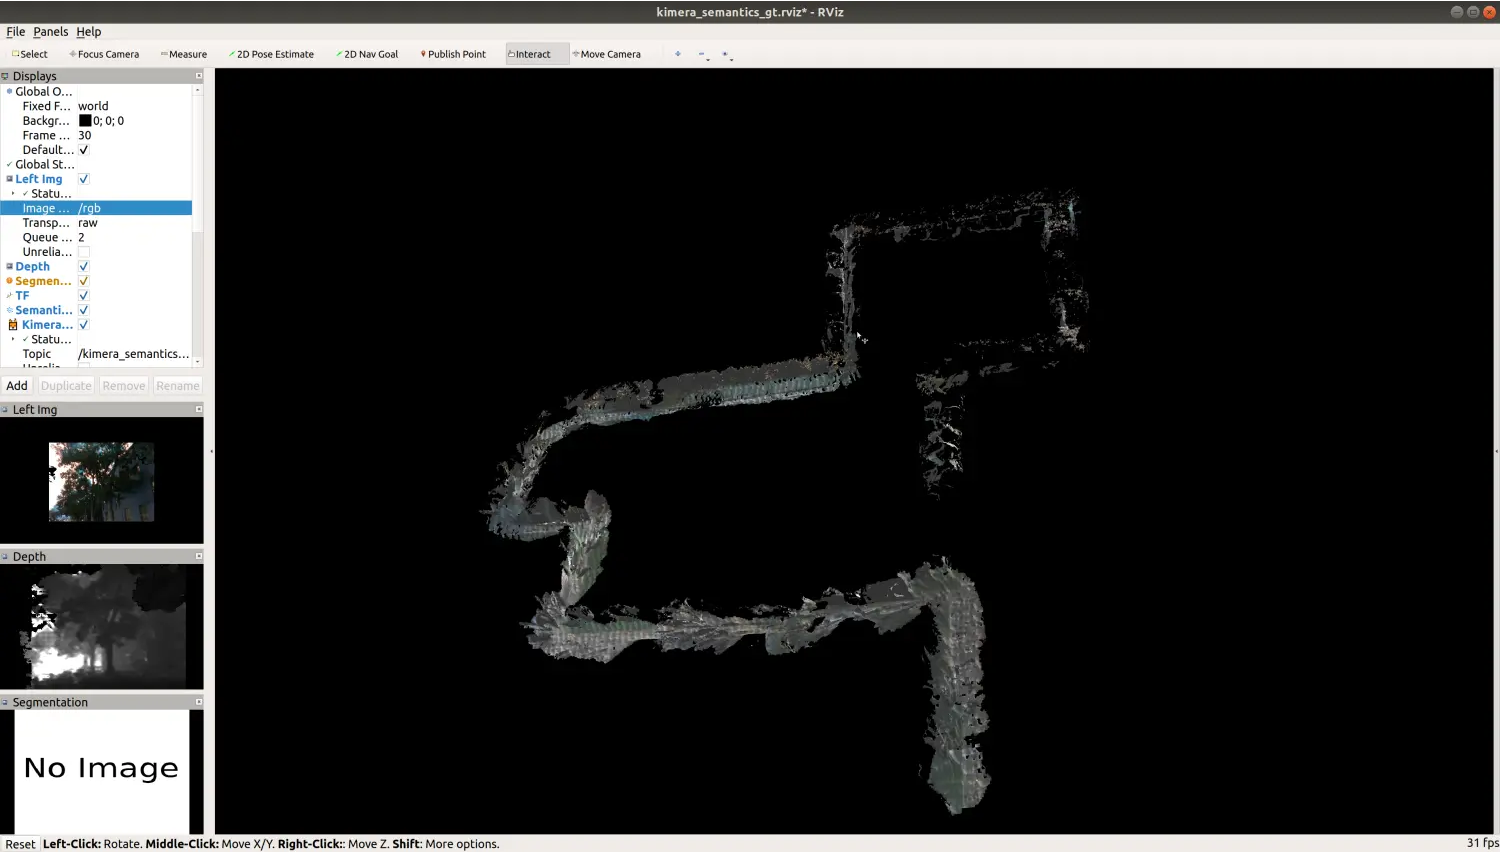 kimera_semantics_gt.rviz* - RViz
File Panels Help
Select Focus Camera Measure 2D Pose Estimate 2D Nav Goal Publish Point Interact Move Camera
Displays
Global O...
Fixed F... world
Backgr... 0; 0; 0
Frame ... 30
Default...
Global St...
Left Img
Statu...
Image ... /rgb
Transp... raw
Queue ... 2
Unrelia...
Depth
Segmen...
TF
Semanti...
Kimera...
Statu...
Topic /kimera_semantics...
Add Duplicate Remove Rename
Left Img
Depth
Segmentation
No Image
Reset Left-Click: Rotate. Middle-Click: Move X/Y. Right-Click:: Move Z. Shift: More options. 31 fps